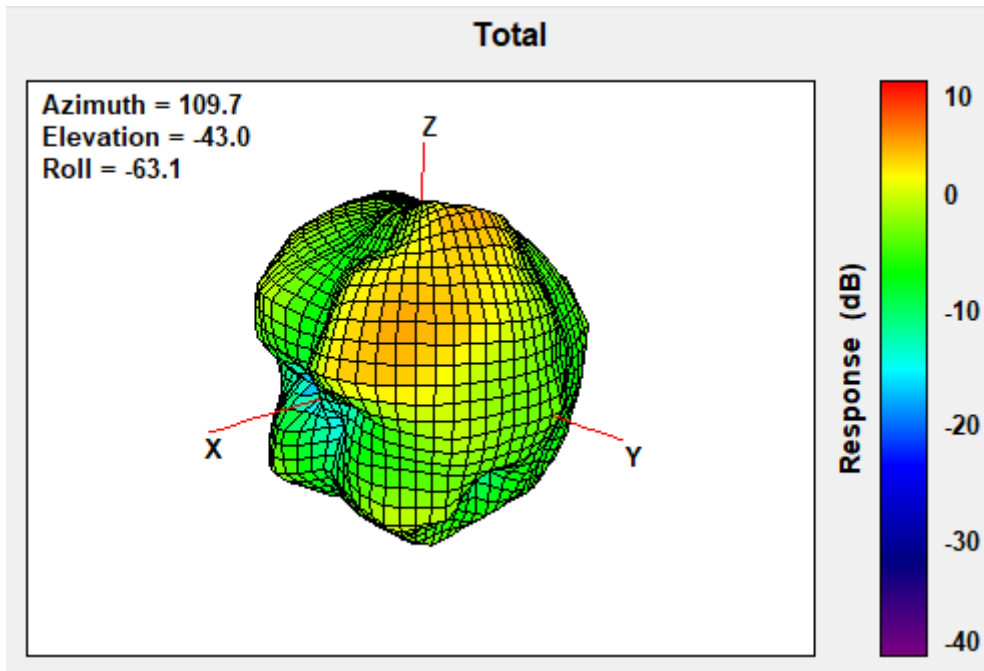 Total
Azimuth = 109.7
Elevation = -43.0
Roll = -63.1
Z
X
Y
10
0
-10
-20
-30
-40
Response (dB)